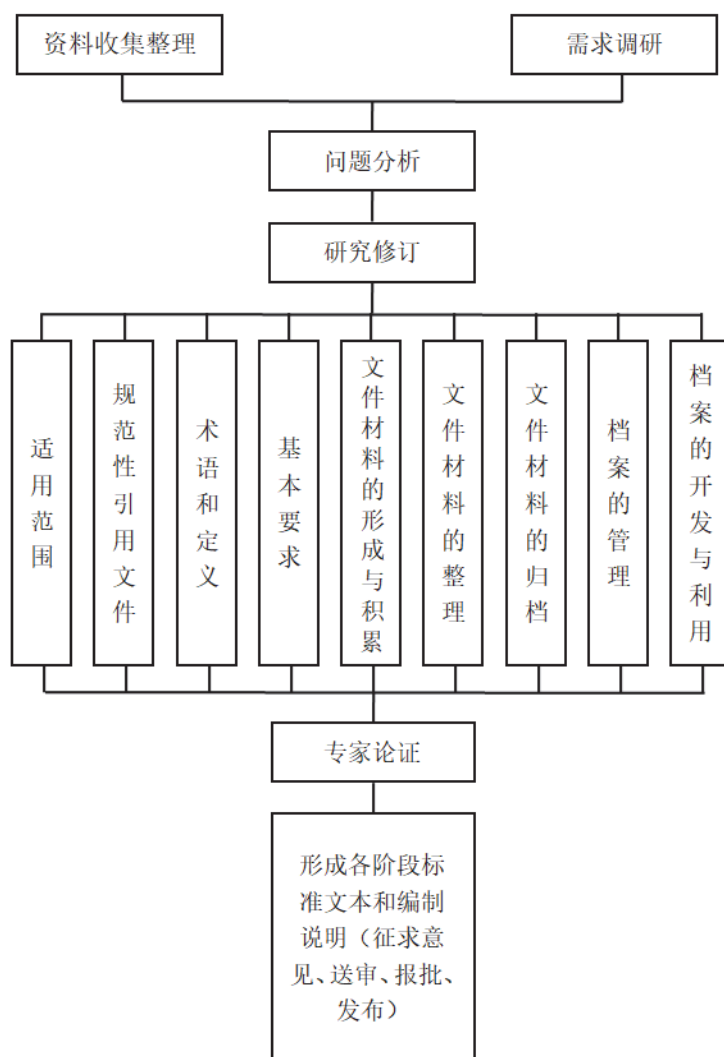 资料收集整理
需求调研
问题分析
研究修订
适用范围
规范性引用文件
术语和定义
基本要求
文件材料的形成与积累
文件材料的整理
文件材料的归档
档案的管理
档案的开发与利用
专家论证
形成各阶段标
准文本和编制
说明（征求意
见、送审、报批、
发布）